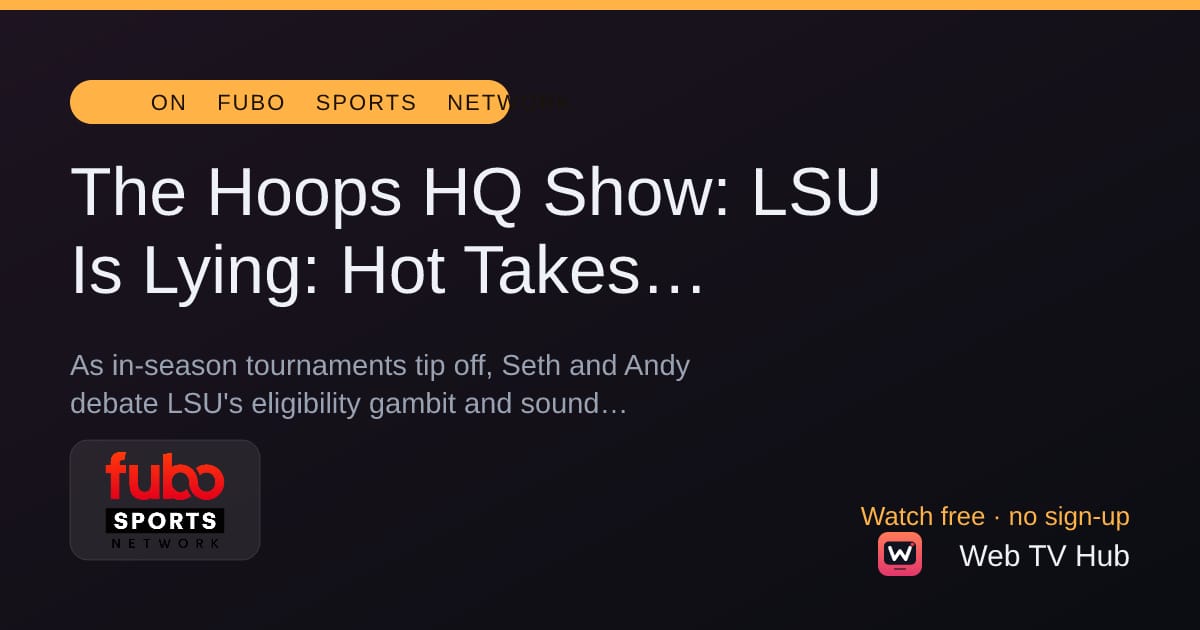 ON FUBO SPORTS NETWORK
The Hoops HQ Show: LSU
Is Lying: Hot Takes…
As in-season tournaments tip off, Seth and Andy
debate LSU's eligibility gambit and sound…
fubo
SPORTS
NETWORK
Watch free · no sign-up
W
Web TV Hub